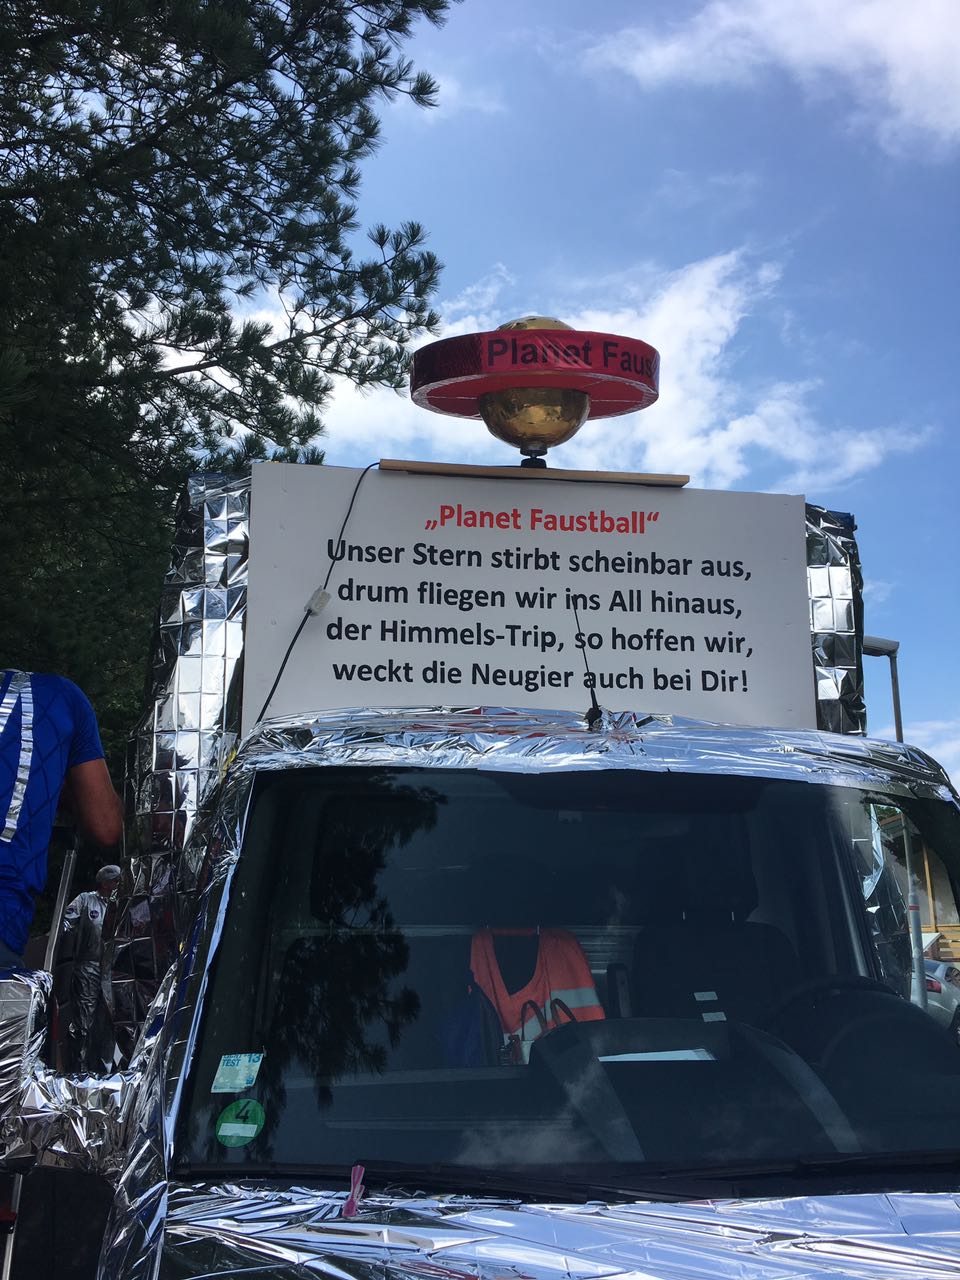 Planet Faus
„Planet Faustball“
Unser Stern stirbt scheinbar aus,
drum fliegen wir ins All hinaus,
der Himmels-Trip, so hoffen wir,
weckt die Neugier auch bei Dir!
TEST
4